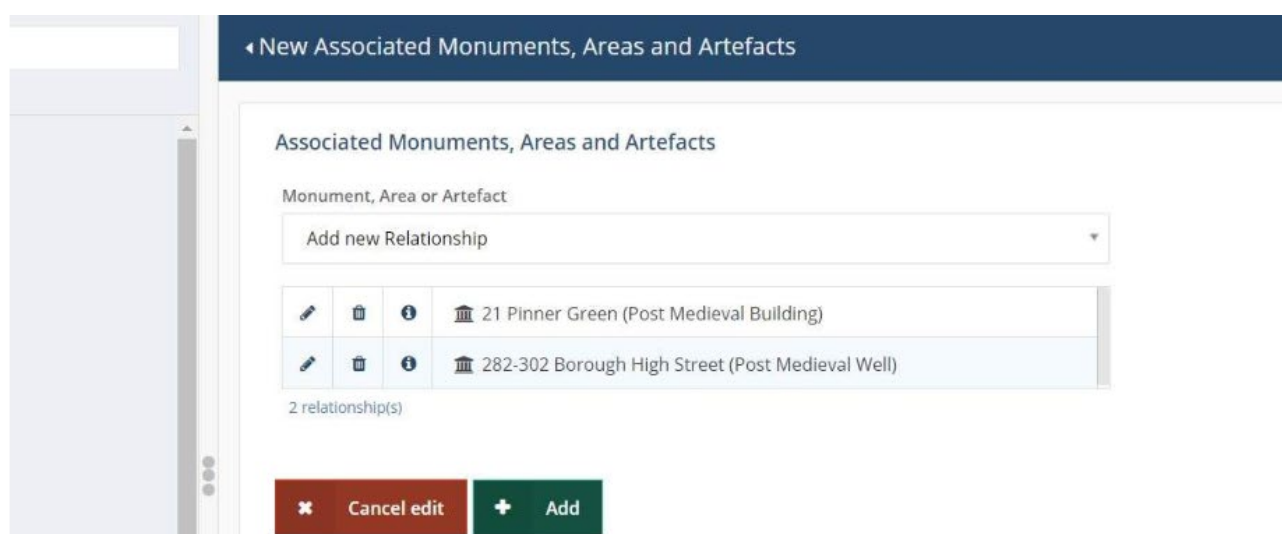 New Associated Monuments, Areas and Artefacts
Associated Monuments, Areas and Artefacts
Monument, Area or Artefact
Add new Relationship
21 Pinner Green (Post Medieval Building)
282-302 Borough High Street (Post Medieval Well)
2 relationship(s)
Cancel edit Add